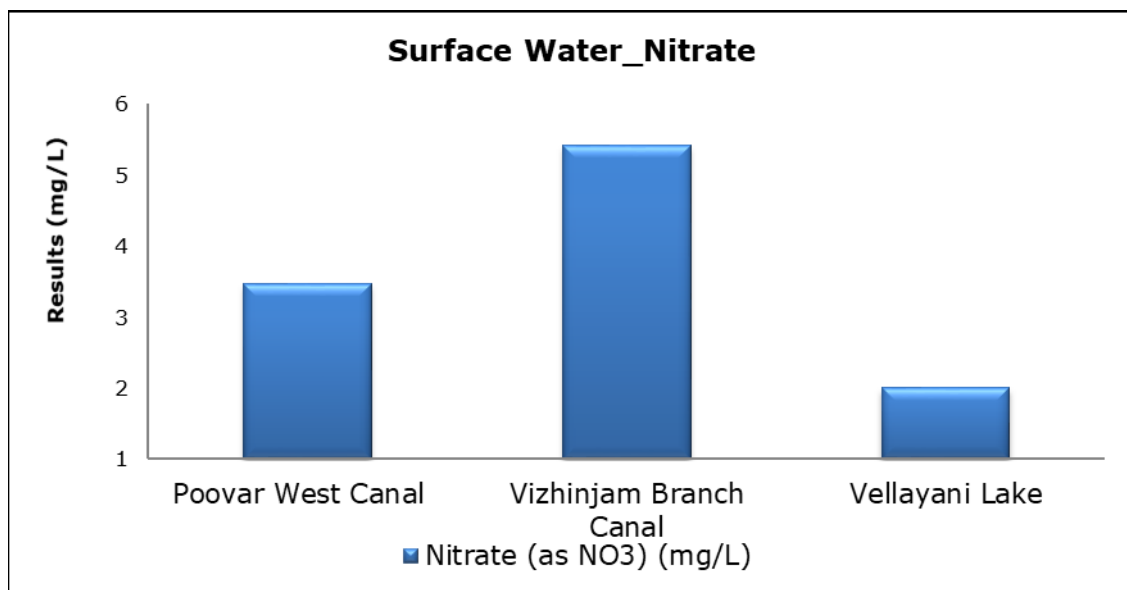 Surface Water_Nitrate
Results (mg/L)
6
5
4
3
2
1
Poovar West Canal
Vizhinjam Branch
Canal
Vellayani Lake
Nitrate (as NO3) (mg/L)